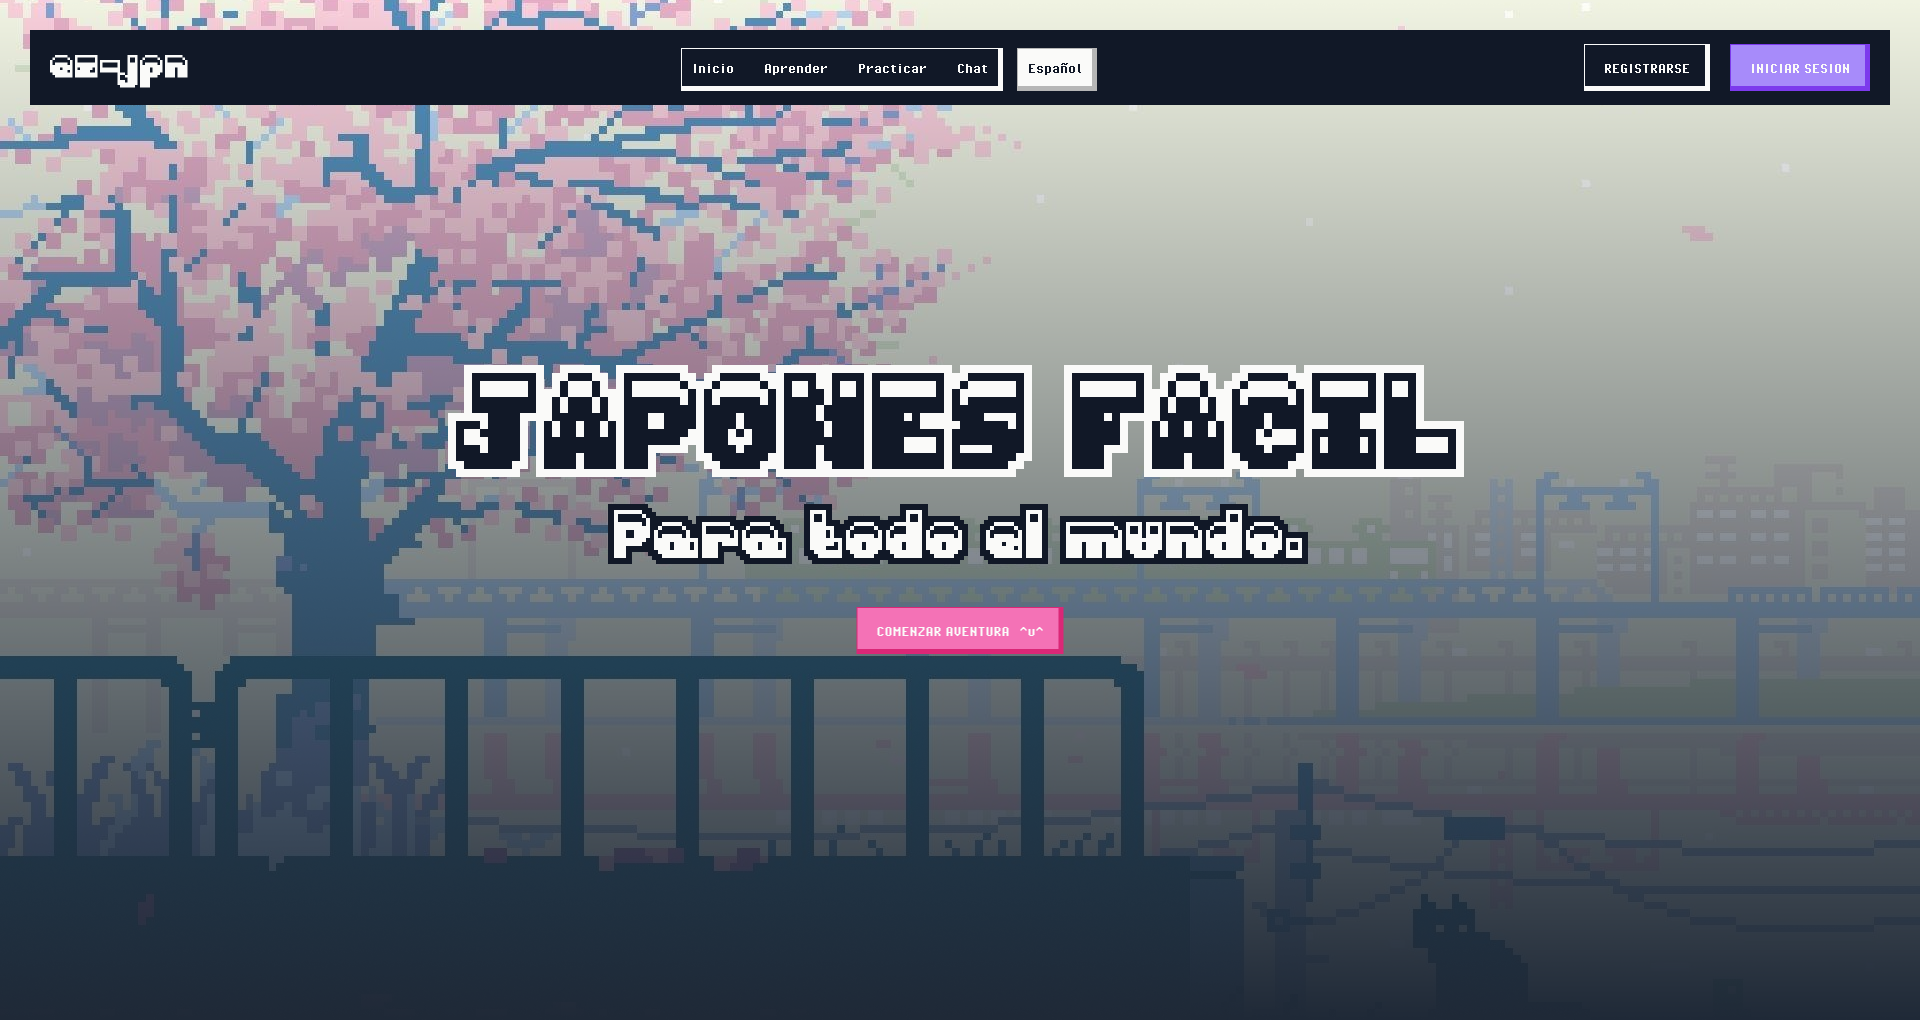 ez-jpn
Inicio Aprender Practicar Chat Español REGISTRARSE INICIAR SESION
JAPONES FACIL
Para todo el mundo.
COMENZAR AVENTURA ^u^